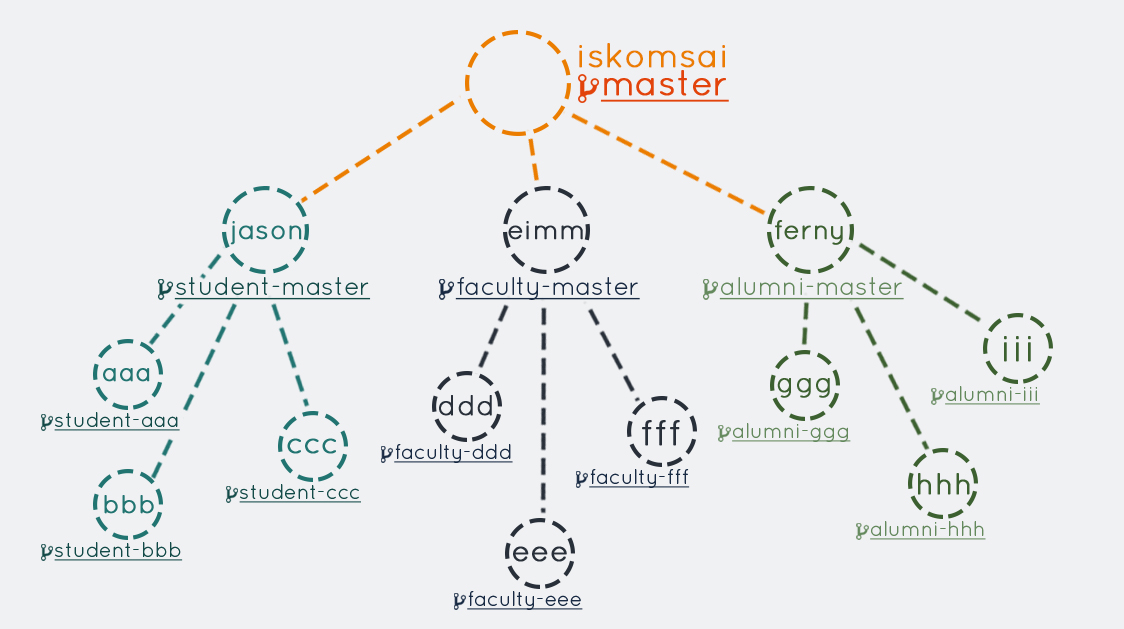 iskomsai
master
jason
student-master
eimm
faculty-master
ferny
alumni-master
aaa
student-aaa
bbb
student-bbb
ccc
student-ccc
ddd
faculty-ddd
eee
faculty-eee
fff
faculty-fff
ggg
alumni-ggg
hhh
alumni-hhh
iii
alumni-iii